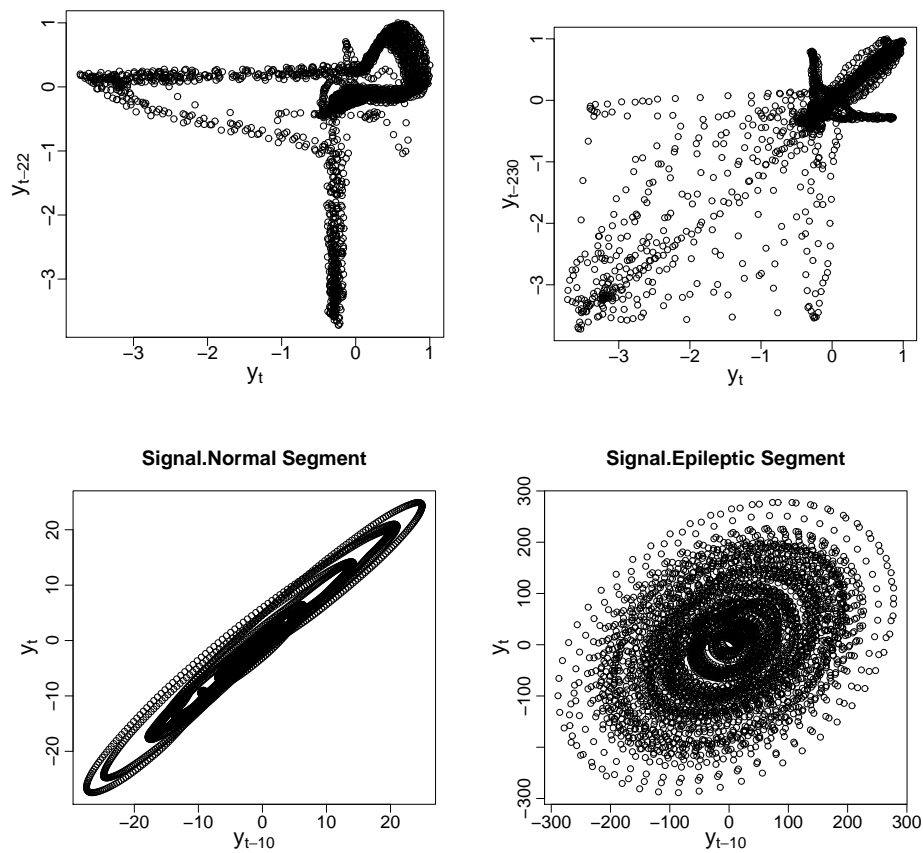 1
0
−1
−2
−3
y_{t−22}
−3 −2 −1 0 1
y_t
1
0
−1
−2
−3
y_{t−230}
−3 −2 −1 0 1
y_t
Signal.Normal Segment
20
10
0
−10
−20
y_t
−20 −10 0 10 20
y_{t−10}
Signal.Epileptic Segment
300
200
100
0
−100
−300
y_t
−300 −200 −100 0 100 200 300
y_{t−10}